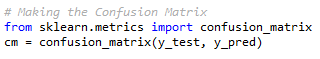 # Making the Confusion Matrix
from sklearn.metrics import confusion_matrix
cm = confusion_matrix(y_test, y_pred)